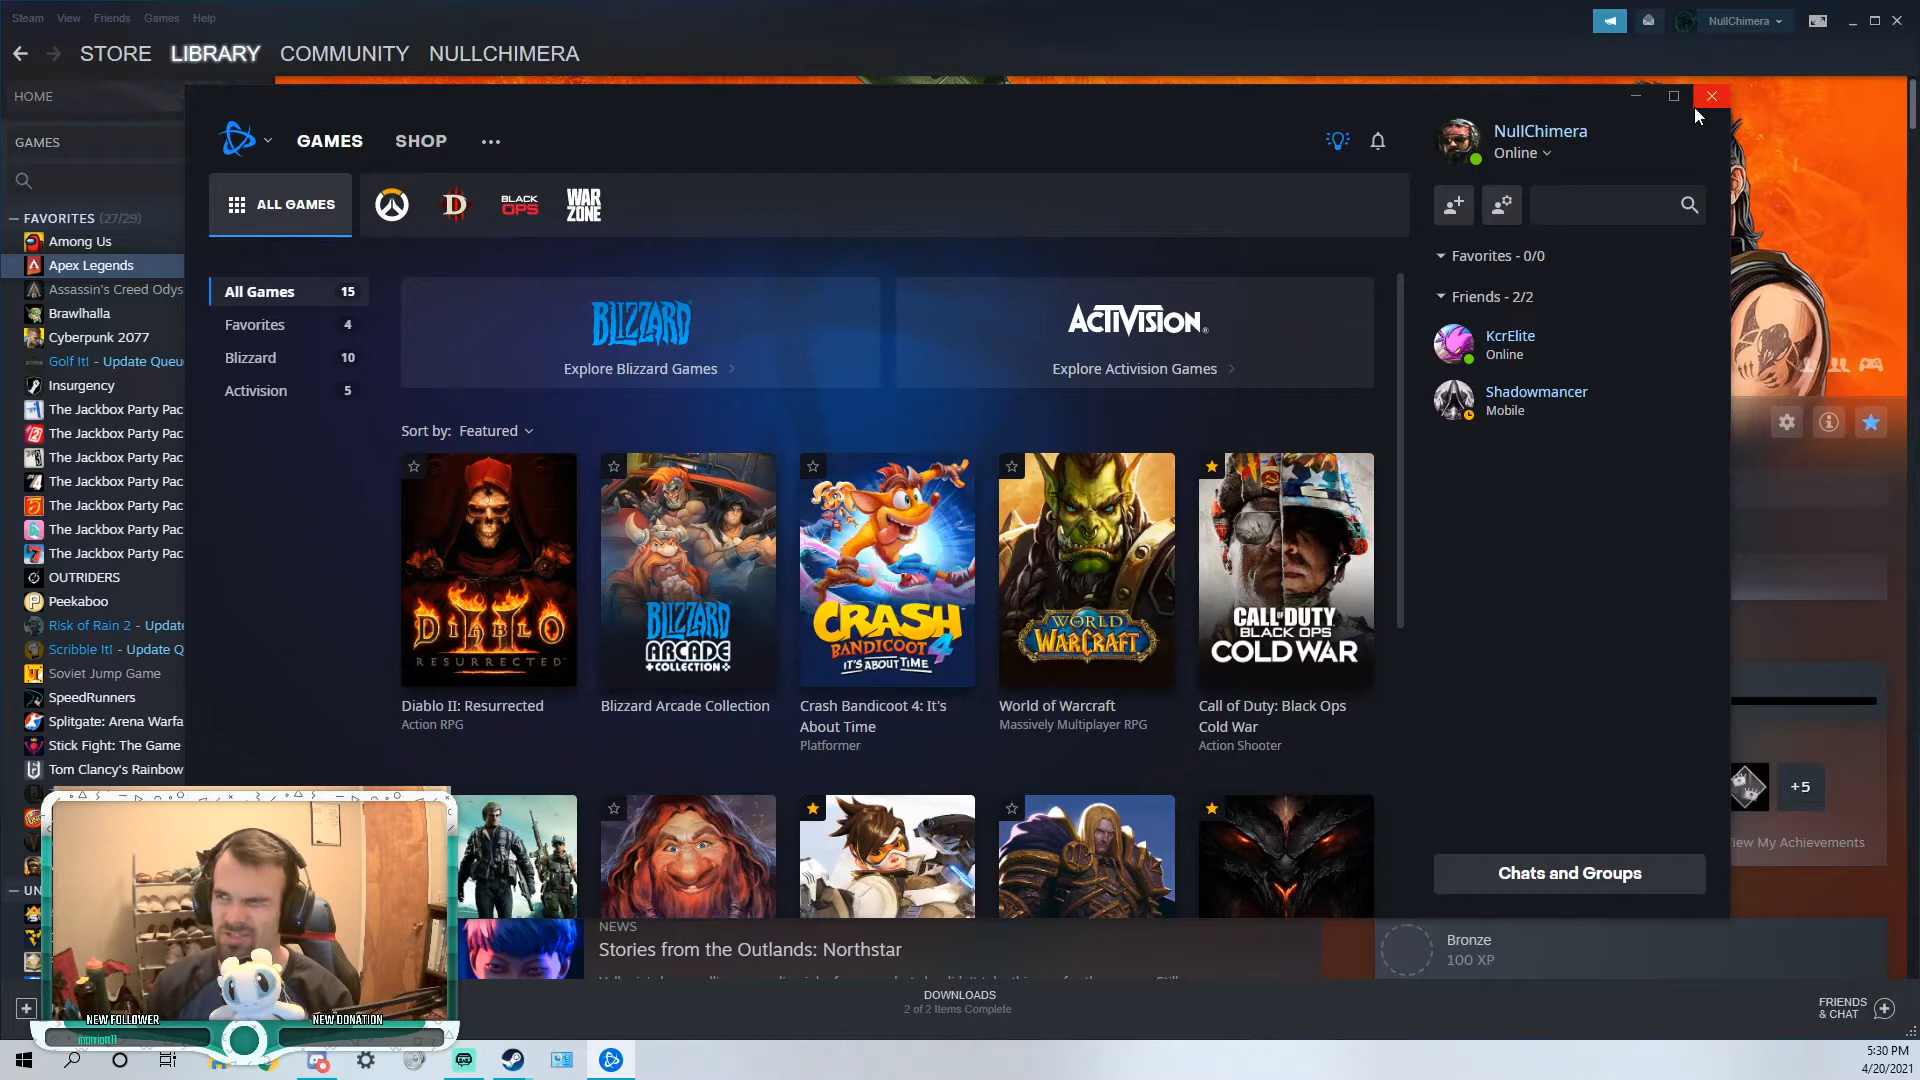 Steam View Friends Games Help
NullChimera
STORE LIBRARY COMMUNITY NULLCHIMERA
HOME
GAMES
FAVORITES (27/29)
Among Us
Apex Legends
Assassin's Creed Odys
Brawlhalla
Cyberpunk 2077
Golf It! - Update Queu
Insurgency
The Jackbox Party Pac
The Jackbox Party Pac
The Jackbox Party Pac
The Jackbox Party Pac
The Jackbox Party Pac
The Jackbox Party Pac
The Jackbox Party Pac
OUTRIDERS
Peekaboo
Risk of Rain 2 - Update
Scribble It! - Update Q
Soviet Jump Game
SpeedRunners
Splitgate: Arena Warfa
Stick Fight: The Game
Tom Clancy's Rainbow
UN
GAMES SHOP
ALL GAMES
BLACK OPS
WAR ZONE
All Games 15
Favorites 4
Blizzard 10
Activision 5
BLIZZARD
Explore Blizzard Games
ACTIVISION
Explore Activision Games
Sort by: Featured
DIABLO II
RESURRECTED
BLIZZARD
ARCADE
COLLECTION
CRASH
BANDICOOT 4
IT'S ABOUT TIME
WORLD OF WARCRAFT
CALL OF DUTY
BLACK OPS
COLD WAR
Diablo II: Resurrected
Action RPG
Blizzard Arcade Collection
Crash Bandicoot 4: It's
About Time
Platformer
World of Warcraft
Massively Multiplayer RPG
Call of Duty: Black Ops
Cold War
Action Shooter
NullChimera
Online
Favorites - 0/0
Friends - 2/2
KcrElite
Online
Shadowmancer
Mobile
Chats and Groups
+5
iew My Achievements
NEWS
Stories from the Outlands: Northstar
Bronze
100 XP
DOWNLOADS
2 of 2 Items Complete
FRIENDS
& CHAT
NEW FOLLOWER
NEW DONATION
5:30 PM
4/20/2021